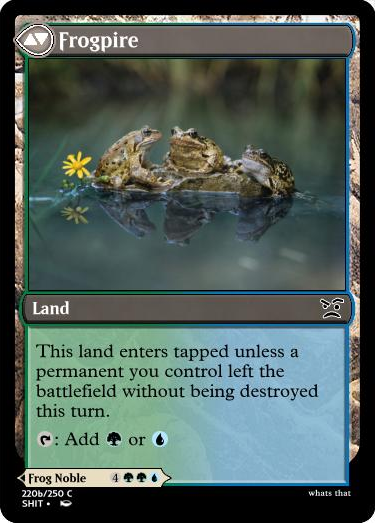 Frogpire
Land
This land enters tapped unless a
permanent you control left the
battlefield without being destroyed
this turn.
: Add or
Frog Noble 4
220b/250 C
SHIT •
whats that